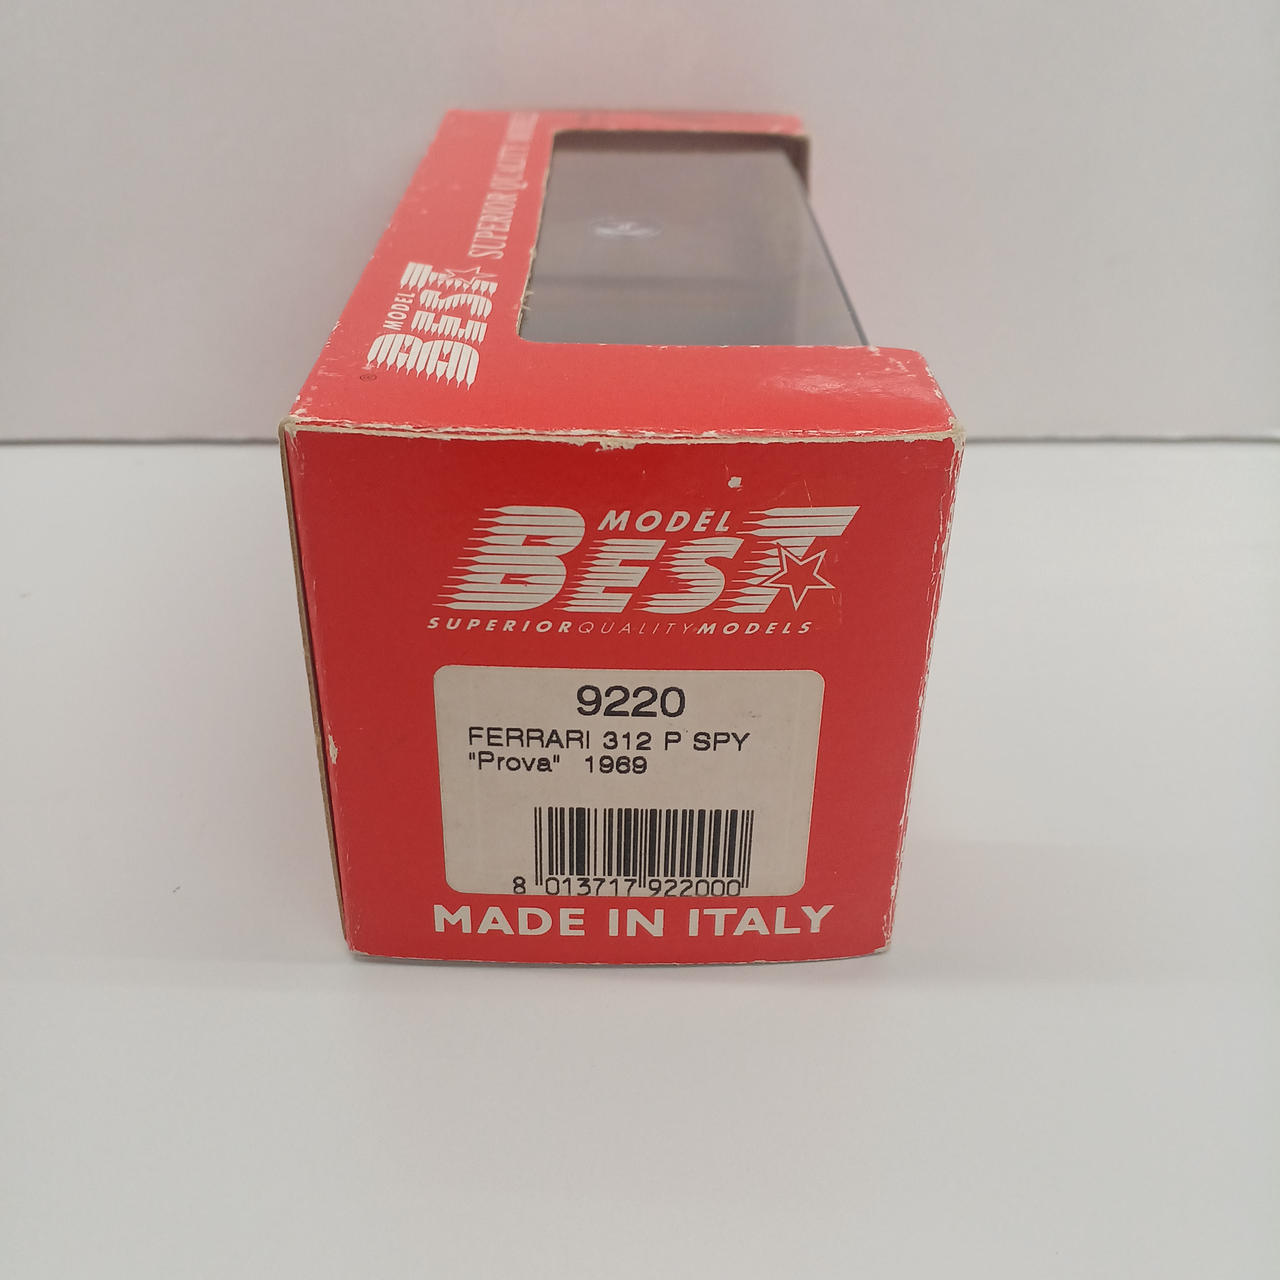 MODEL
BEST
®
SUPERIOR QUALITY MODELS
MODEL
BEST
SUPERIORQUALITYMODELS
9220
FERRARI 312 P SPY
"Prova" 1969
8 013717 922000
MADE IN ITALY